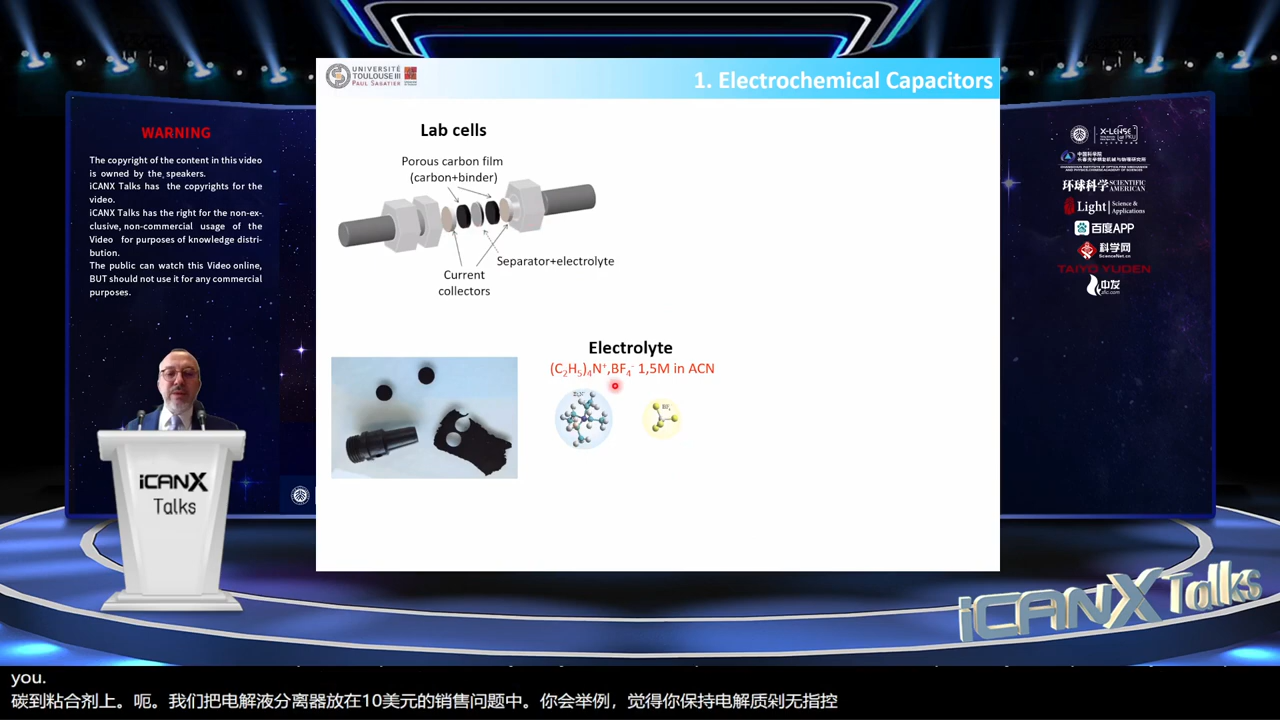 UNIVERSITÉ
TOULOUSE III
PAUL SABATIER
1. Electrochemical Capacitors
WARNING
The copyright of the content in this video
is owned by the speakers.
iCANX Talks has the copyrights for the
video.
iCANX Talks has the right for the non-ex-
clusive, non-commercial usage of the
Video for purposes of knowledge distri-
bution.
The public can watch this Video online,
BUT should not use it for any commercial
purposes.
Lab cells
Porous carbon film
(carbon+binder)
Separator+electrolyte
Current
collectors
Electrolyte
(C₂H₅)₄N⁺,BF₄⁻ 1,5M in ACN
X-LENSE
环球科学 SCIENTIFIC AMERICAN
Light Science & Applications
百度APP
科学网
ScienceNet.cn
TAIYO YUDEN
中发
iCANX
Talks
iCANX Talks
you.
碳到粘合剂上。呃。我们把电解液分离器放在10美元的销售问题中。你会举例，觉得你保持电解质剁无指控